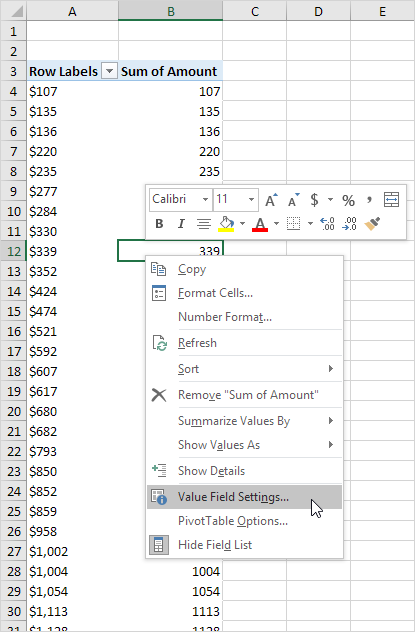 A B C D E
1
2
3 Row Labels Sum of Amount
4 $107 107
5 $135 135
6 $136 136
7 $220 220
8 $235 235
9 $277
Calibri 11 A A $ % ,
10 $284
B I A .00 .0
11 $330
12 $339 339
13 $352
Copy
14 $424
Format Cells...
15 $474
Number Format...
16 $521
Refresh
17 $592
18 $607
Sort
19 $617
Remove "Sum of Amount"
20 $680
Summarize Values By
21 $682
22 $793
Show Values As
23 $850
Show Details
24 $852
Value Field Settings...
25 $859
PivotTable Options...
26 $958
Hide Field List
27 $1,002
28 $1,004 1004
29 $1,054 1054
30 $1,113 1113
31 $1,128 1128